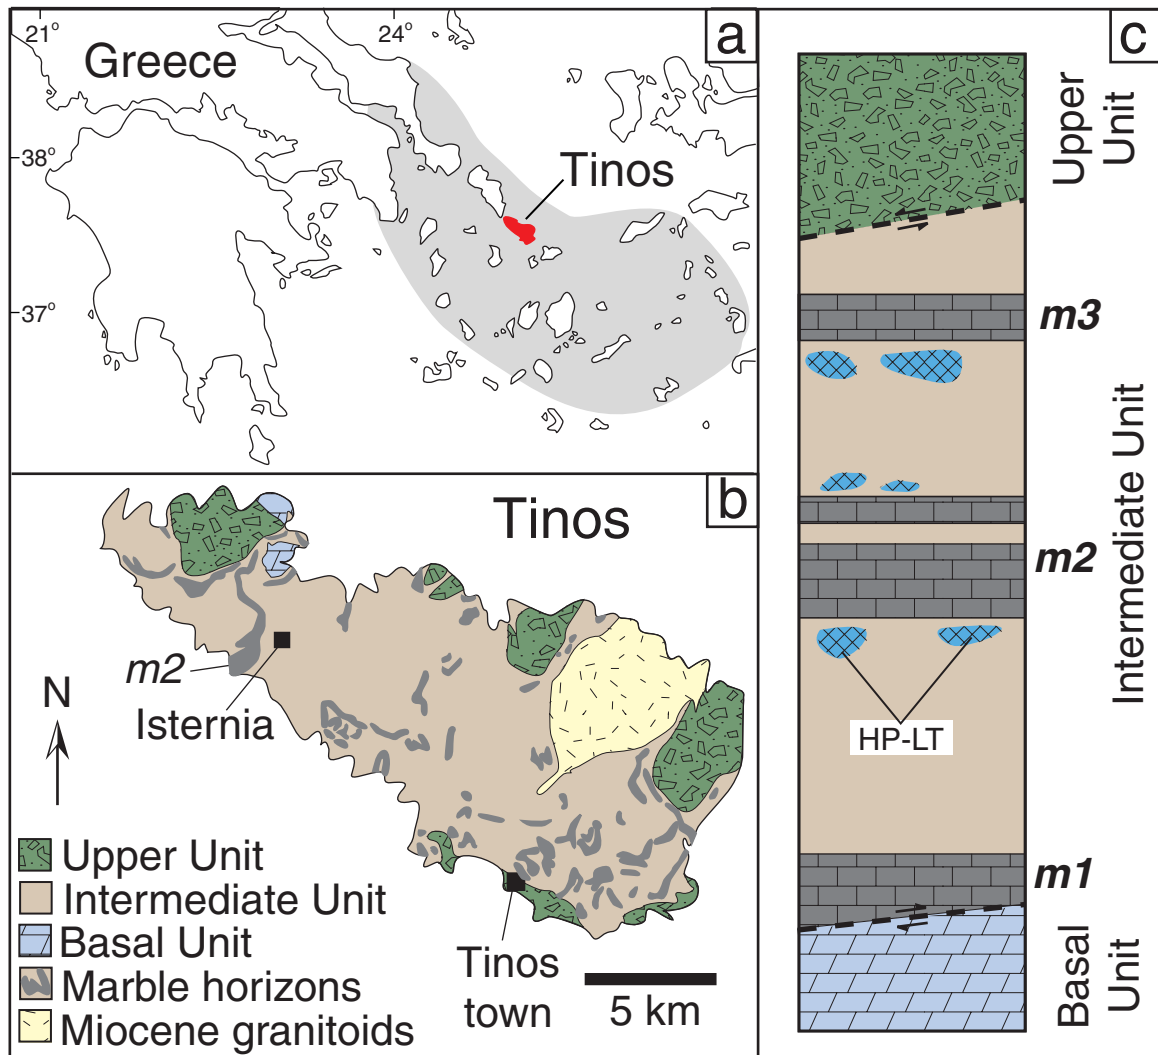 21°
24°
a
Greece
38°
Tinos
37°
b
Tinos
m2
Isternia
N
Upper Unit
Intermediate Unit
Basal Unit
Marble horizons
Miocene granitoids
Tinos
town
5 km
c
Upper
Unit
m3
Intermediate Unit
m2
HP-LT
m1
Basal
Unit